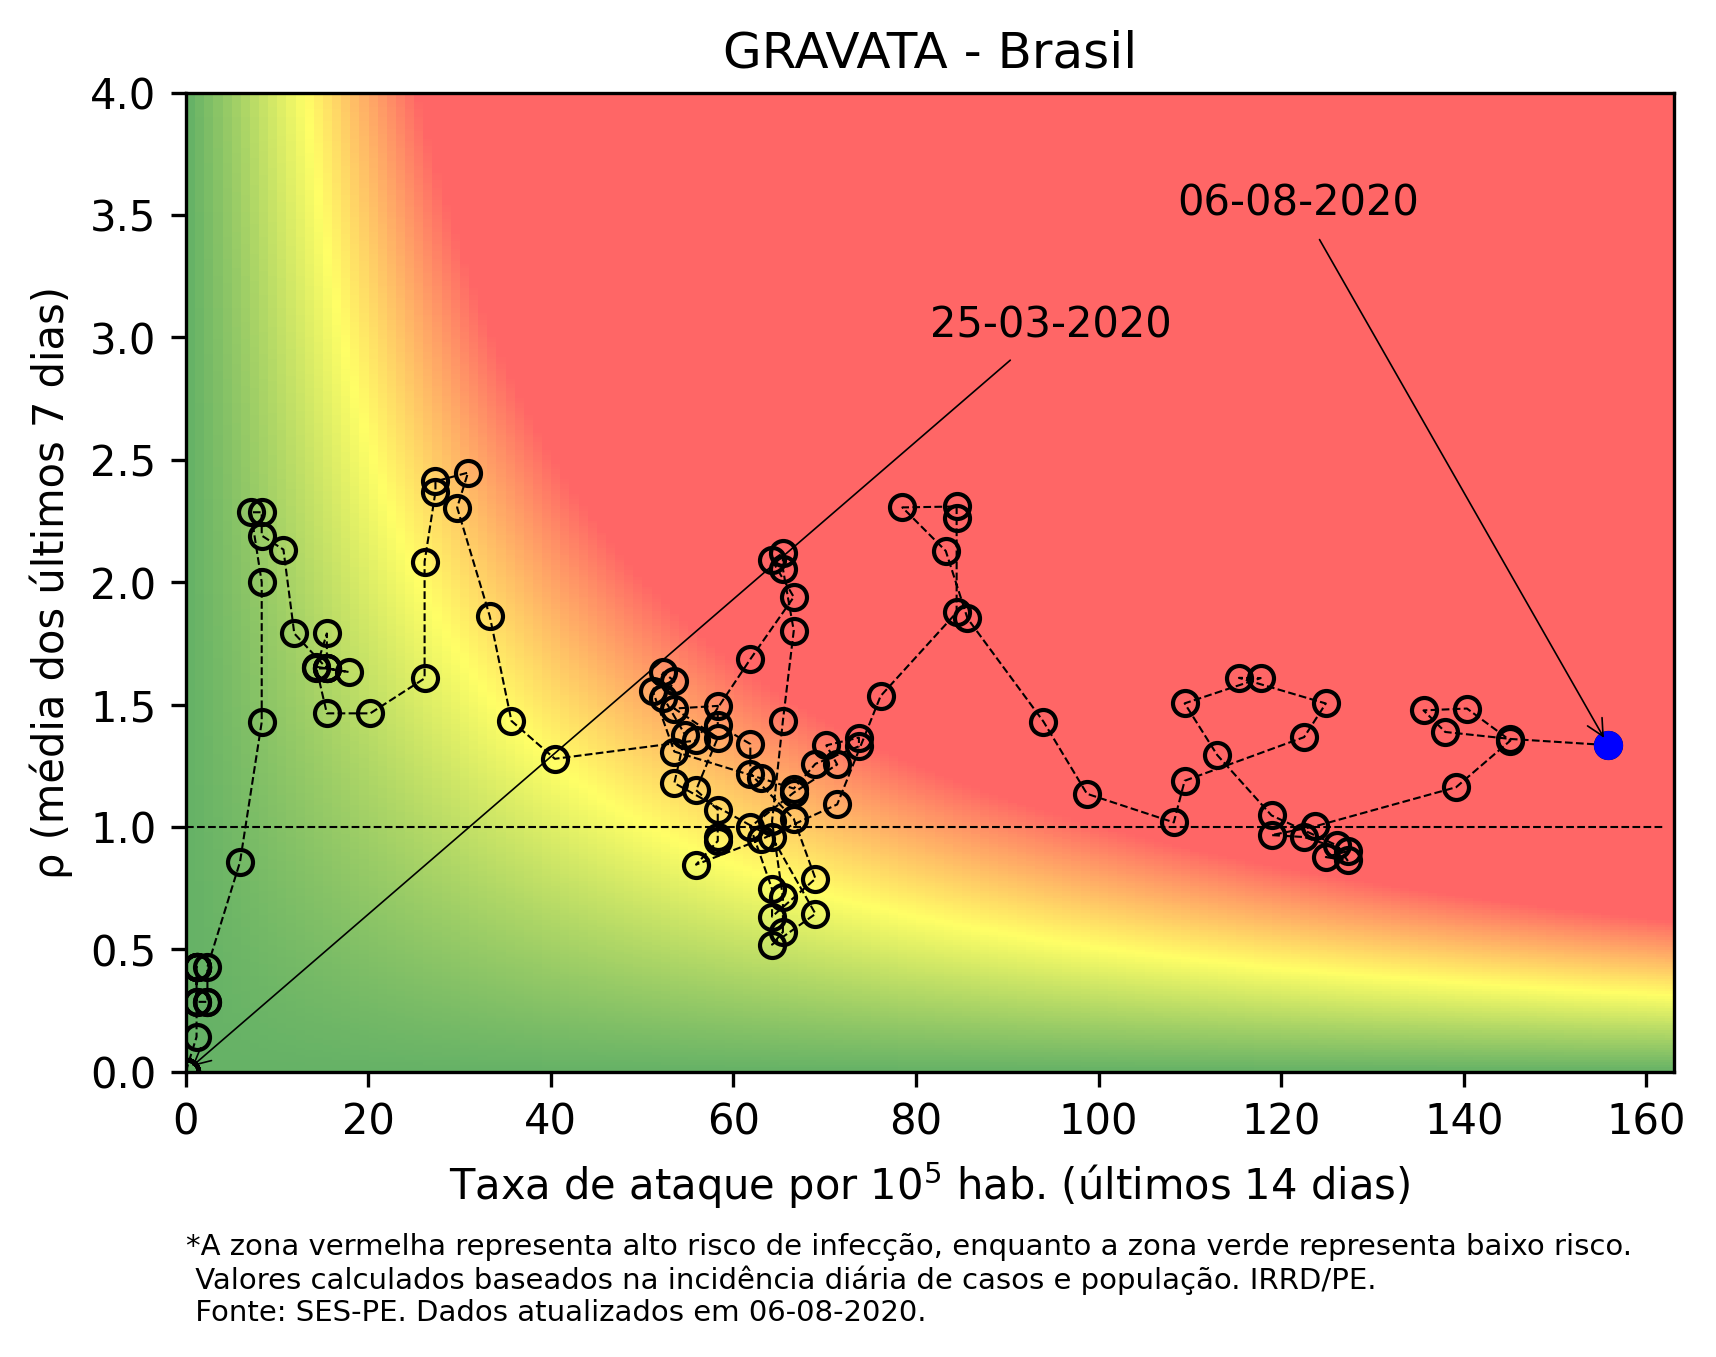 GRAVATA - Brasil
4.0
3.5
3.0
2.5
2.0
1.5
1.0
0.5
0.0
ρ (média dos últimos 7 dias)
06-08-2020
25-03-2020
0 20 40 60 80 100 120 140 160
Taxa de ataque por 10⁵ hab. (últimos 14 dias)
*A zona vermelha representa alto risco de infecção, enquanto a zona verde representa baixo risco.
Valores calculados baseados na incidência diária de casos e população. IRRD/PE.
Fonte: SES-PE. Dados atualizados em 06-08-2020.